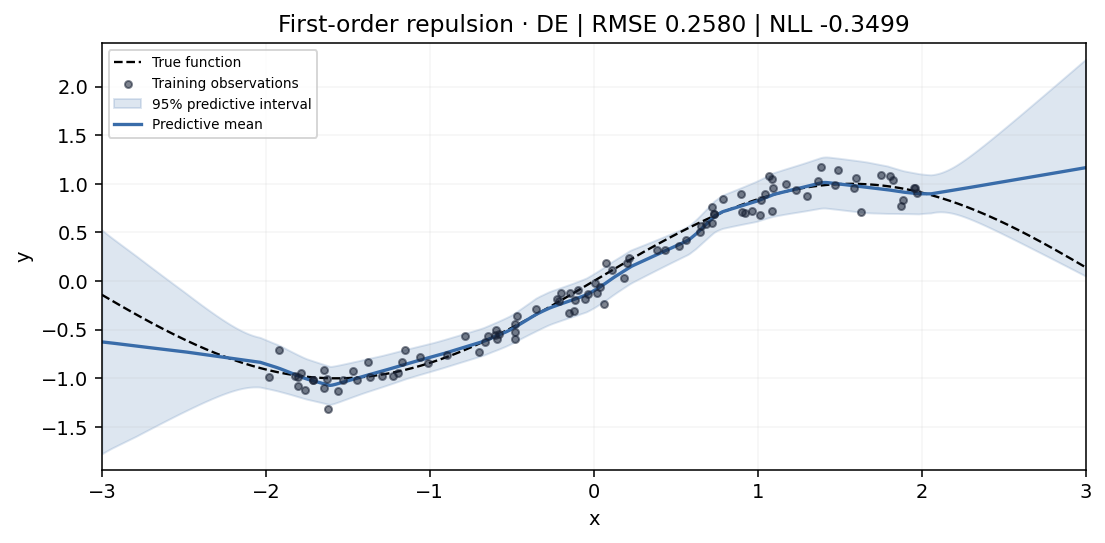 First-order repulsion · DE | RMSE 0.2580 | NLL -0.3499
True function
Training observations
95% predictive interval
Predictive mean
2.0
1.5
1.0
0.5
0.0
−0.5
−1.0
−1.5
y
−3
−2
−1
0
1
2
3
x